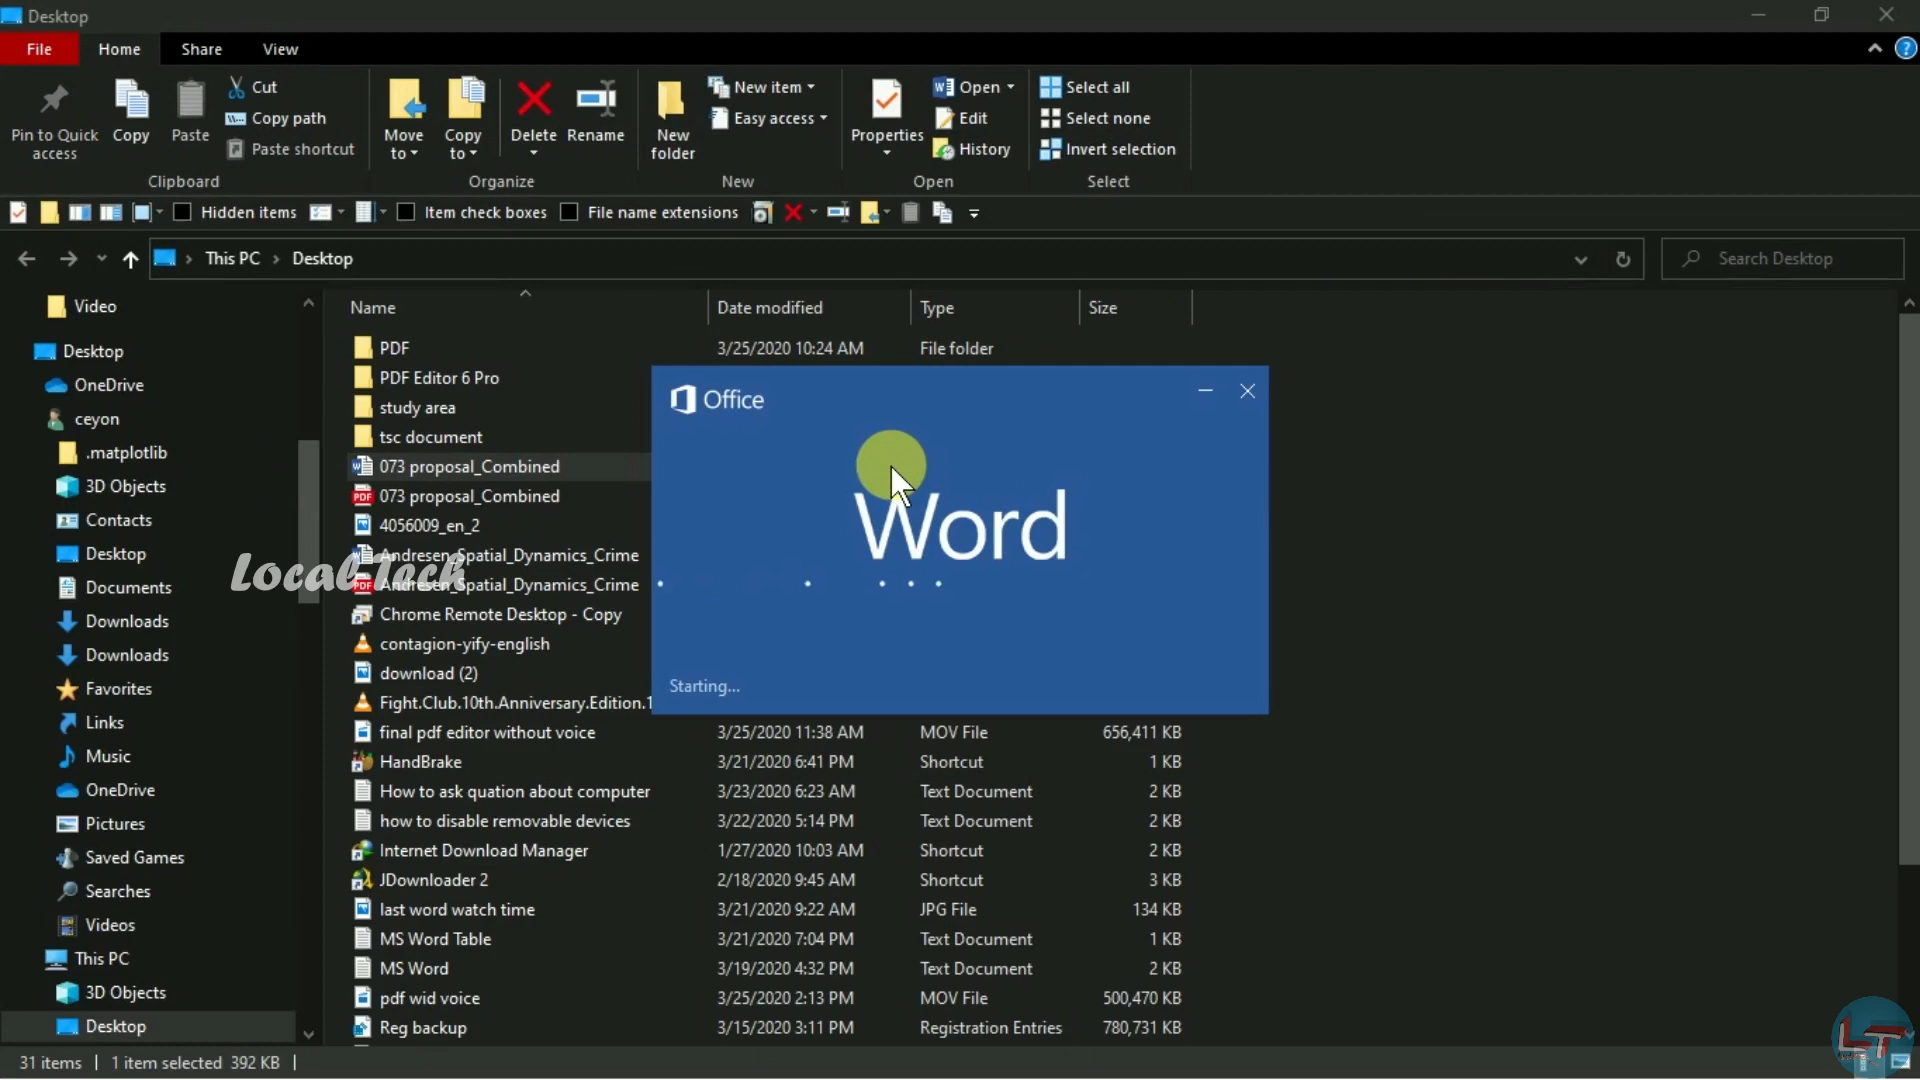 Desktop
File Home Share View
Pin to Quick access
Copy
Paste
Cut
Copy path
Paste shortcut
Clipboard
Move to
Copy to
Delete
Rename
Organize
New folder
New item
Easy access
New
Properties
Open
Edit
History
Open
Select all
Select none
Invert selection
Select
Hidden items Item check boxes File name extensions
This PC Desktop Search Desktop
Video
Desktop
OneDrive
ceyon
.matplotlib
3D Objects
Contacts
Desktop
Documents
Downloads
Downloads
Favorites
Links
Music
OneDrive
Pictures
Saved Games
Searches
Videos
This PC
3D Objects
Desktop
Name Date modified Type Size
PDF 3/25/2020 10:24 AM File folder
PDF Editor 6 Pro
study area
tsc document
073 proposal_Combined
073 proposal_Combined
4056009_en_2
Andresen_Spatial_Dynamics_Crime
Andresen_Spatial_Dynamics_Crime
Chrome Remote Desktop - Copy
contagion-yify-english
download (2)
Fight.Club.10th.Anniversary.Edition.1
final pdf editor without voice 3/25/2020 11:38 AM MOV File 656,411 KB
HandBrake 3/21/2020 6:41 PM Shortcut 1 KB
How to ask quation about computer 3/23/2020 6:23 AM Text Document 2 KB
how to disable removable devices 3/22/2020 5:14 PM Text Document 2 KB
Internet Download Manager 1/27/2020 10:03 AM Shortcut 2 KB
JDownloader 2 2/18/2020 9:45 AM Shortcut 3 KB
last word watch time 3/21/2020 9:22 AM JPG File 134 KB
MS Word Table 3/21/2020 7:04 PM Text Document 1 KB
MS Word 3/19/2020 4:32 PM Text Document 2 KB
pdf wid voice 3/25/2020 2:13 PM MOV File 500,470 KB
Reg backup 3/15/2020 3:11 PM Registration Entries 780,731 KB
Office
Word
Starting...
Local Tech
31 items 1 item selected 392 KB
LT